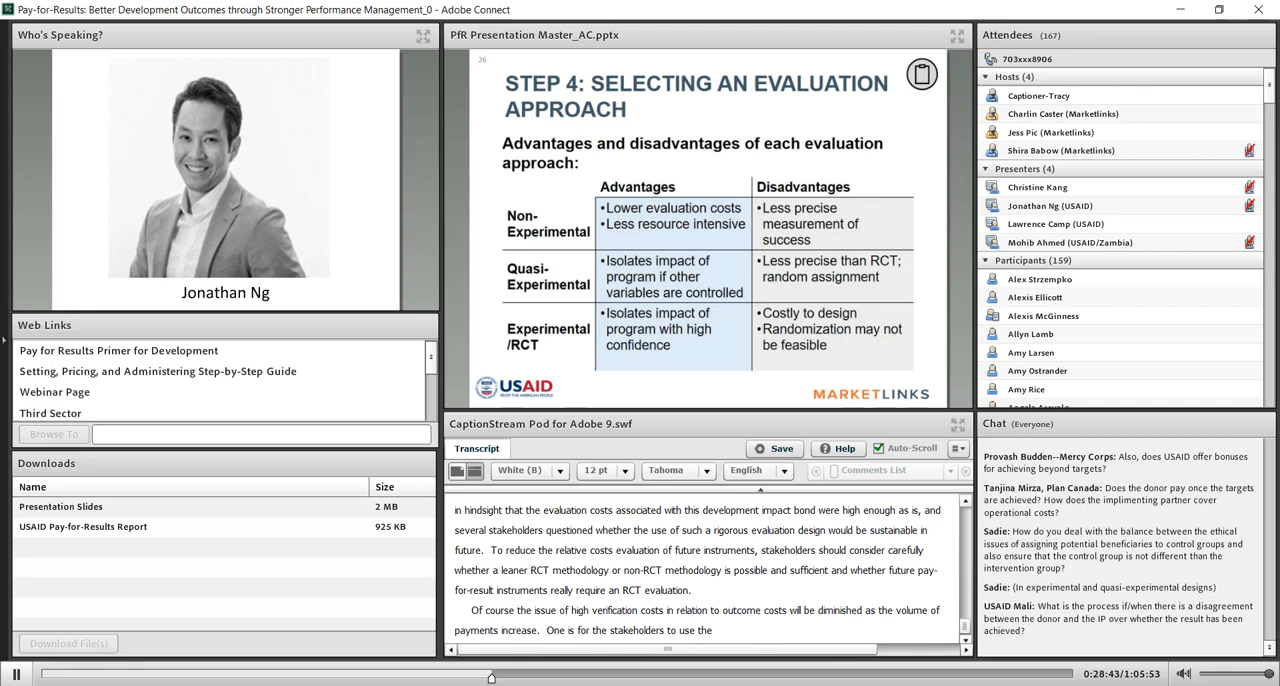 Pay-for-Results: Better Development Outcomes through Stronger Performance Management_0 - Adobe Connect
Who's Speaking?
Jonathan Ng
Web Links
Pay for Results Primer for Development
Setting, Pricing, and Administering Step-by-Step Guide
Webinar Page
Third Sector
Browse To
Downloads
Name Size
Presentation Slides 2 MB
USAID Pay-for-Results Report 925 KB
Download File(s)
PfR Presentation Master_AC.pptx
26
STEP 4: SELECTING AN EVALUATION
APPROACH
Advantages and disadvantages of each evaluation
approach:
Advantages Disadvantages
Non-
Experimental
•Lower evaluation costs
•Less resource intensive
•Less precise
measurement of
success
Quasi-
Experimental
•Isolates impact of
program if other
variables are controlled
•Less precise than RCT;
random assignment
Experimental
/RCT
•Isolates impact of
program with high
confidence
•Costly to design
•Randomization may not
be feasible
USAID
FROM THE AMERICAN PEOPLE
MARKETLINKS
CaptionStream Pod for Adobe 9.swf
Transcript
Save
Help
Auto-Scroll
White (B)
12 pt
Tahoma
English
Comments List
in hindsight that the evaluation costs associated with this development impact bond were high enough as is, and
several stakeholders questioned whether the use of such a rigorous evaluation design would be sustainable in
future. To reduce the relative costs evaluation of future instruments, stakeholders should consider carefully
whether a leaner RCT methodology or non-RCT methodology is possible and sufficient and whether future pay-
for-result instruments really require an RCT evaluation.
Of course the issue of high verification costs in relation to outcome costs will be diminished as the volume of
payments increase. One is for the stakeholders to use the
Attendees (167)
703xxx8906
Hosts (4)
Captioner-Tracy
Charlin Caster (Marketlinks)
Jess Pic (Marketlinks)
Shira Babow (Marketlinks)
Presenters (4)
Christine Kang
Jonathan Ng (USAID)
Lawrence Camp (USAID)
Mohib Ahmed (USAID/Zambia)
Participants (159)
Alex Strzempko
Alexis Ellicott
Alexis McGinness
Allyn Lamb
Amy Larsen
Amy Ostrander
Amy Rice
Chat (Everyone)
Provash Budden--Mercy Corps: Also, does USAID offer bonuses
for achieving beyond targets?
Tanjina Mirza, Plan Canada: Does the donor pay once the targets
are achieved? How does the implimenting partner cover
operational costs?
Sadie: How do you deal with the balance between the ethical
issues of assigning potential beneficiaries to control groups and
also ensure that the control group is not different than the
intervention group?
Sadie: (In experimental and quasi-experimental designs)
USAID Mali: What is the process if/when there is a disagreement
between the donor and the IP over whether the result has been
achieved?
0:28:43/1:05:53